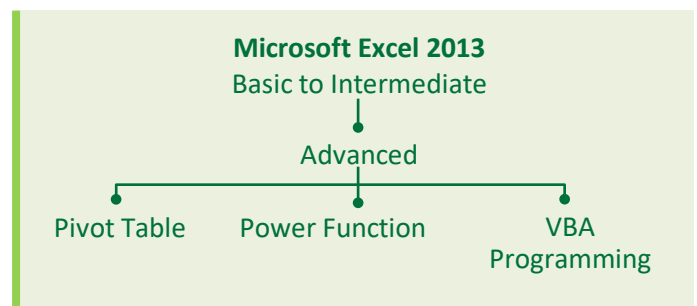 Microsoft Excel 2013
Basic to Intermediate
Advanced
Pivot Table
Power Function
VBA
Programming